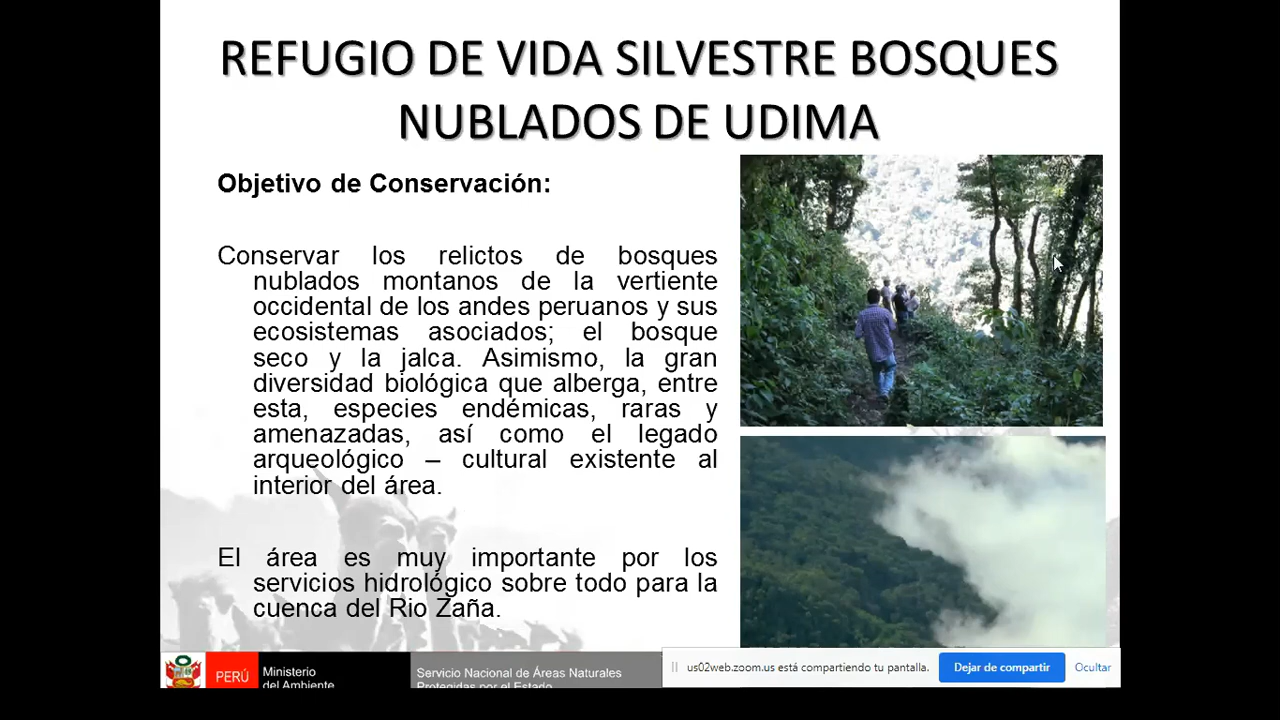 REFUGIO DE VIDA SILVESTRE BOSQUES
NUBLADOS DE UDIMA
Objetivo de Conservación:
Conservar los relictos de bosques
nublados montanos de la vertiente
occidental de los andes peruanos y sus
ecosistemas asociados; el bosque
seco y la jalca. Asimismo, la gran
diversidad biológica que alberga, entre
esta, especies endémicas, raras y
amenazadas, así como el legado
arqueológico – cultural existente al
interior del área.
El área es muy importante por los
servicios hidrológico sobre todo para la
cuenca del Rio Zaña.
PERÚ
Ministerio
del Ambiente
Servicio Nacional de Áreas Naturales
Protegidas por el Estado
us02web.zoom.us está compartiendo tu pantalla.
Dejar de compartir
Ocultar